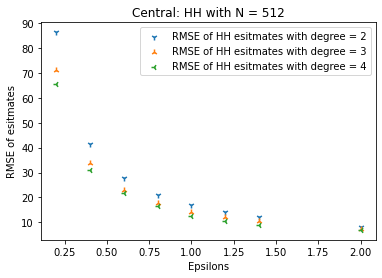 Central: HH with N = 512
RMSE of HH esitmates with degree = 2
RMSE of HH esitmates with degree = 3
RMSE of HH esitmates with degree = 4
RMSE of esitmates
90
80
70
60
50
40
30
20
10
0.25 0.50 0.75 1.00 1.25 1.50 1.75 2.00
Epsilons